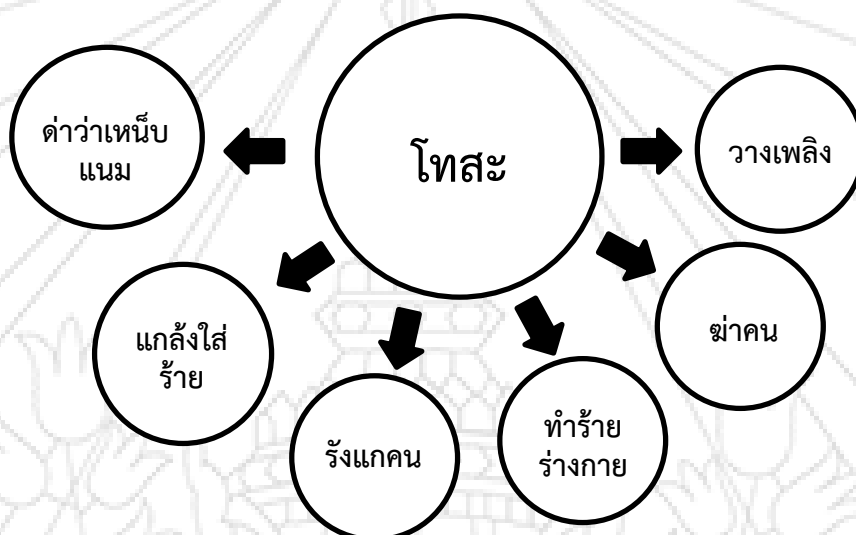 โทสะ
ด่าว่าเหน็บ
แนม
แกล้งใส่
ร้าย
รังแกคน
ทำร้าย
ร่างกาย
ฆ่าคน
วางเพลิง